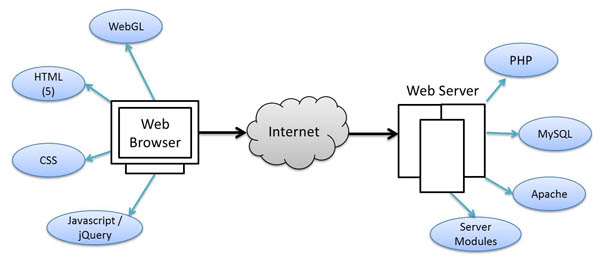 WebGL
HTML
(5)
CSS
Javascript /
jQuery
Web
Browser
Internet
Web Server
PHP
MySQL
Apache
Server
Modules